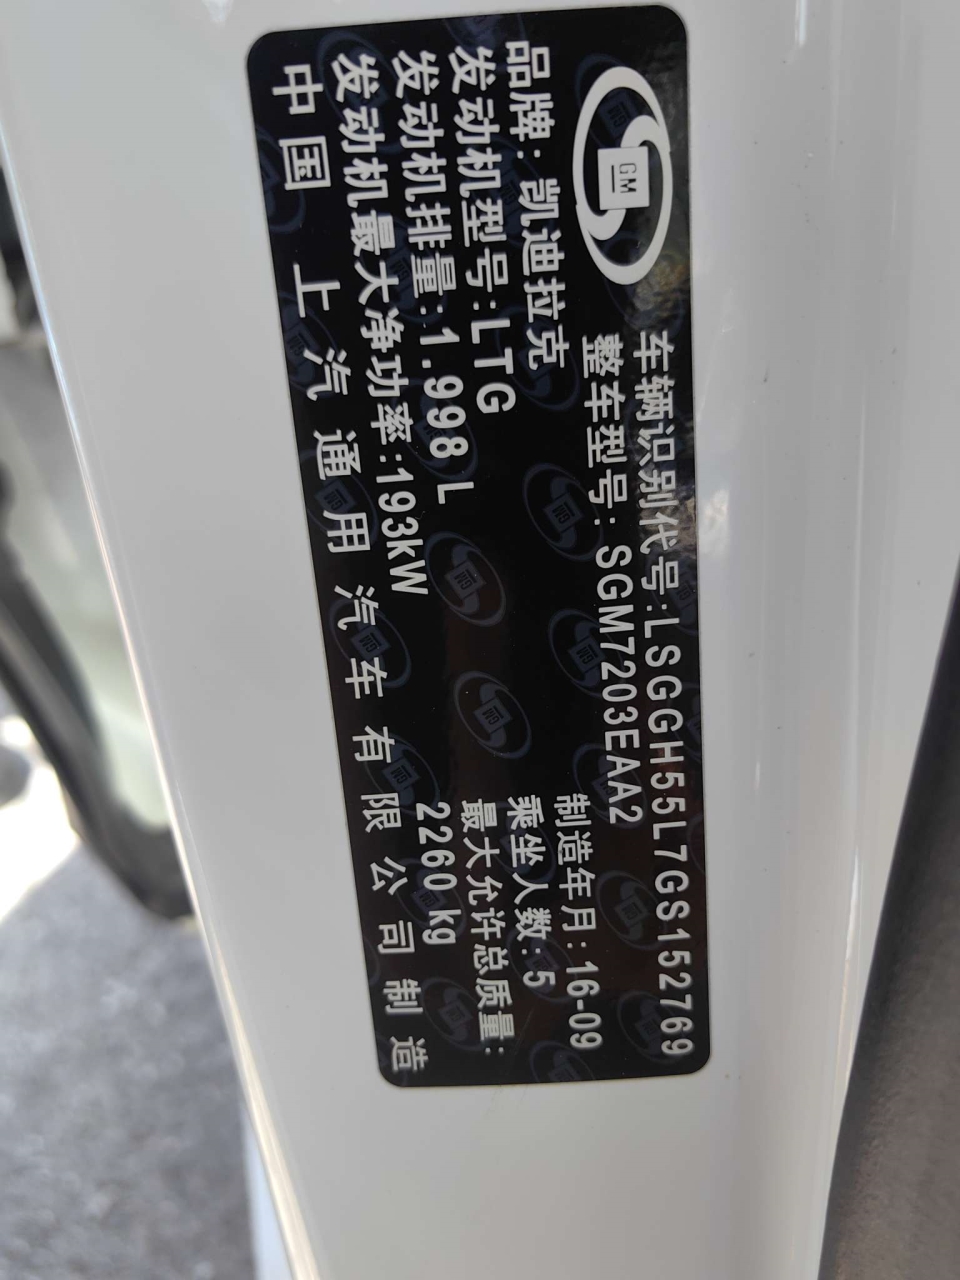 GM
车辆识别代号:LSGGH55L7GS152769
整车型号:SGM7203EAA2
品牌:凯迪拉克
制造年月:16-09
发动机型号:LTG
乘坐人数:5
发动机排量:1.998L
最大允许总质量:
发动机最大净功率:193kW
2260kg
中国 上汽通用汽车有限公司制造